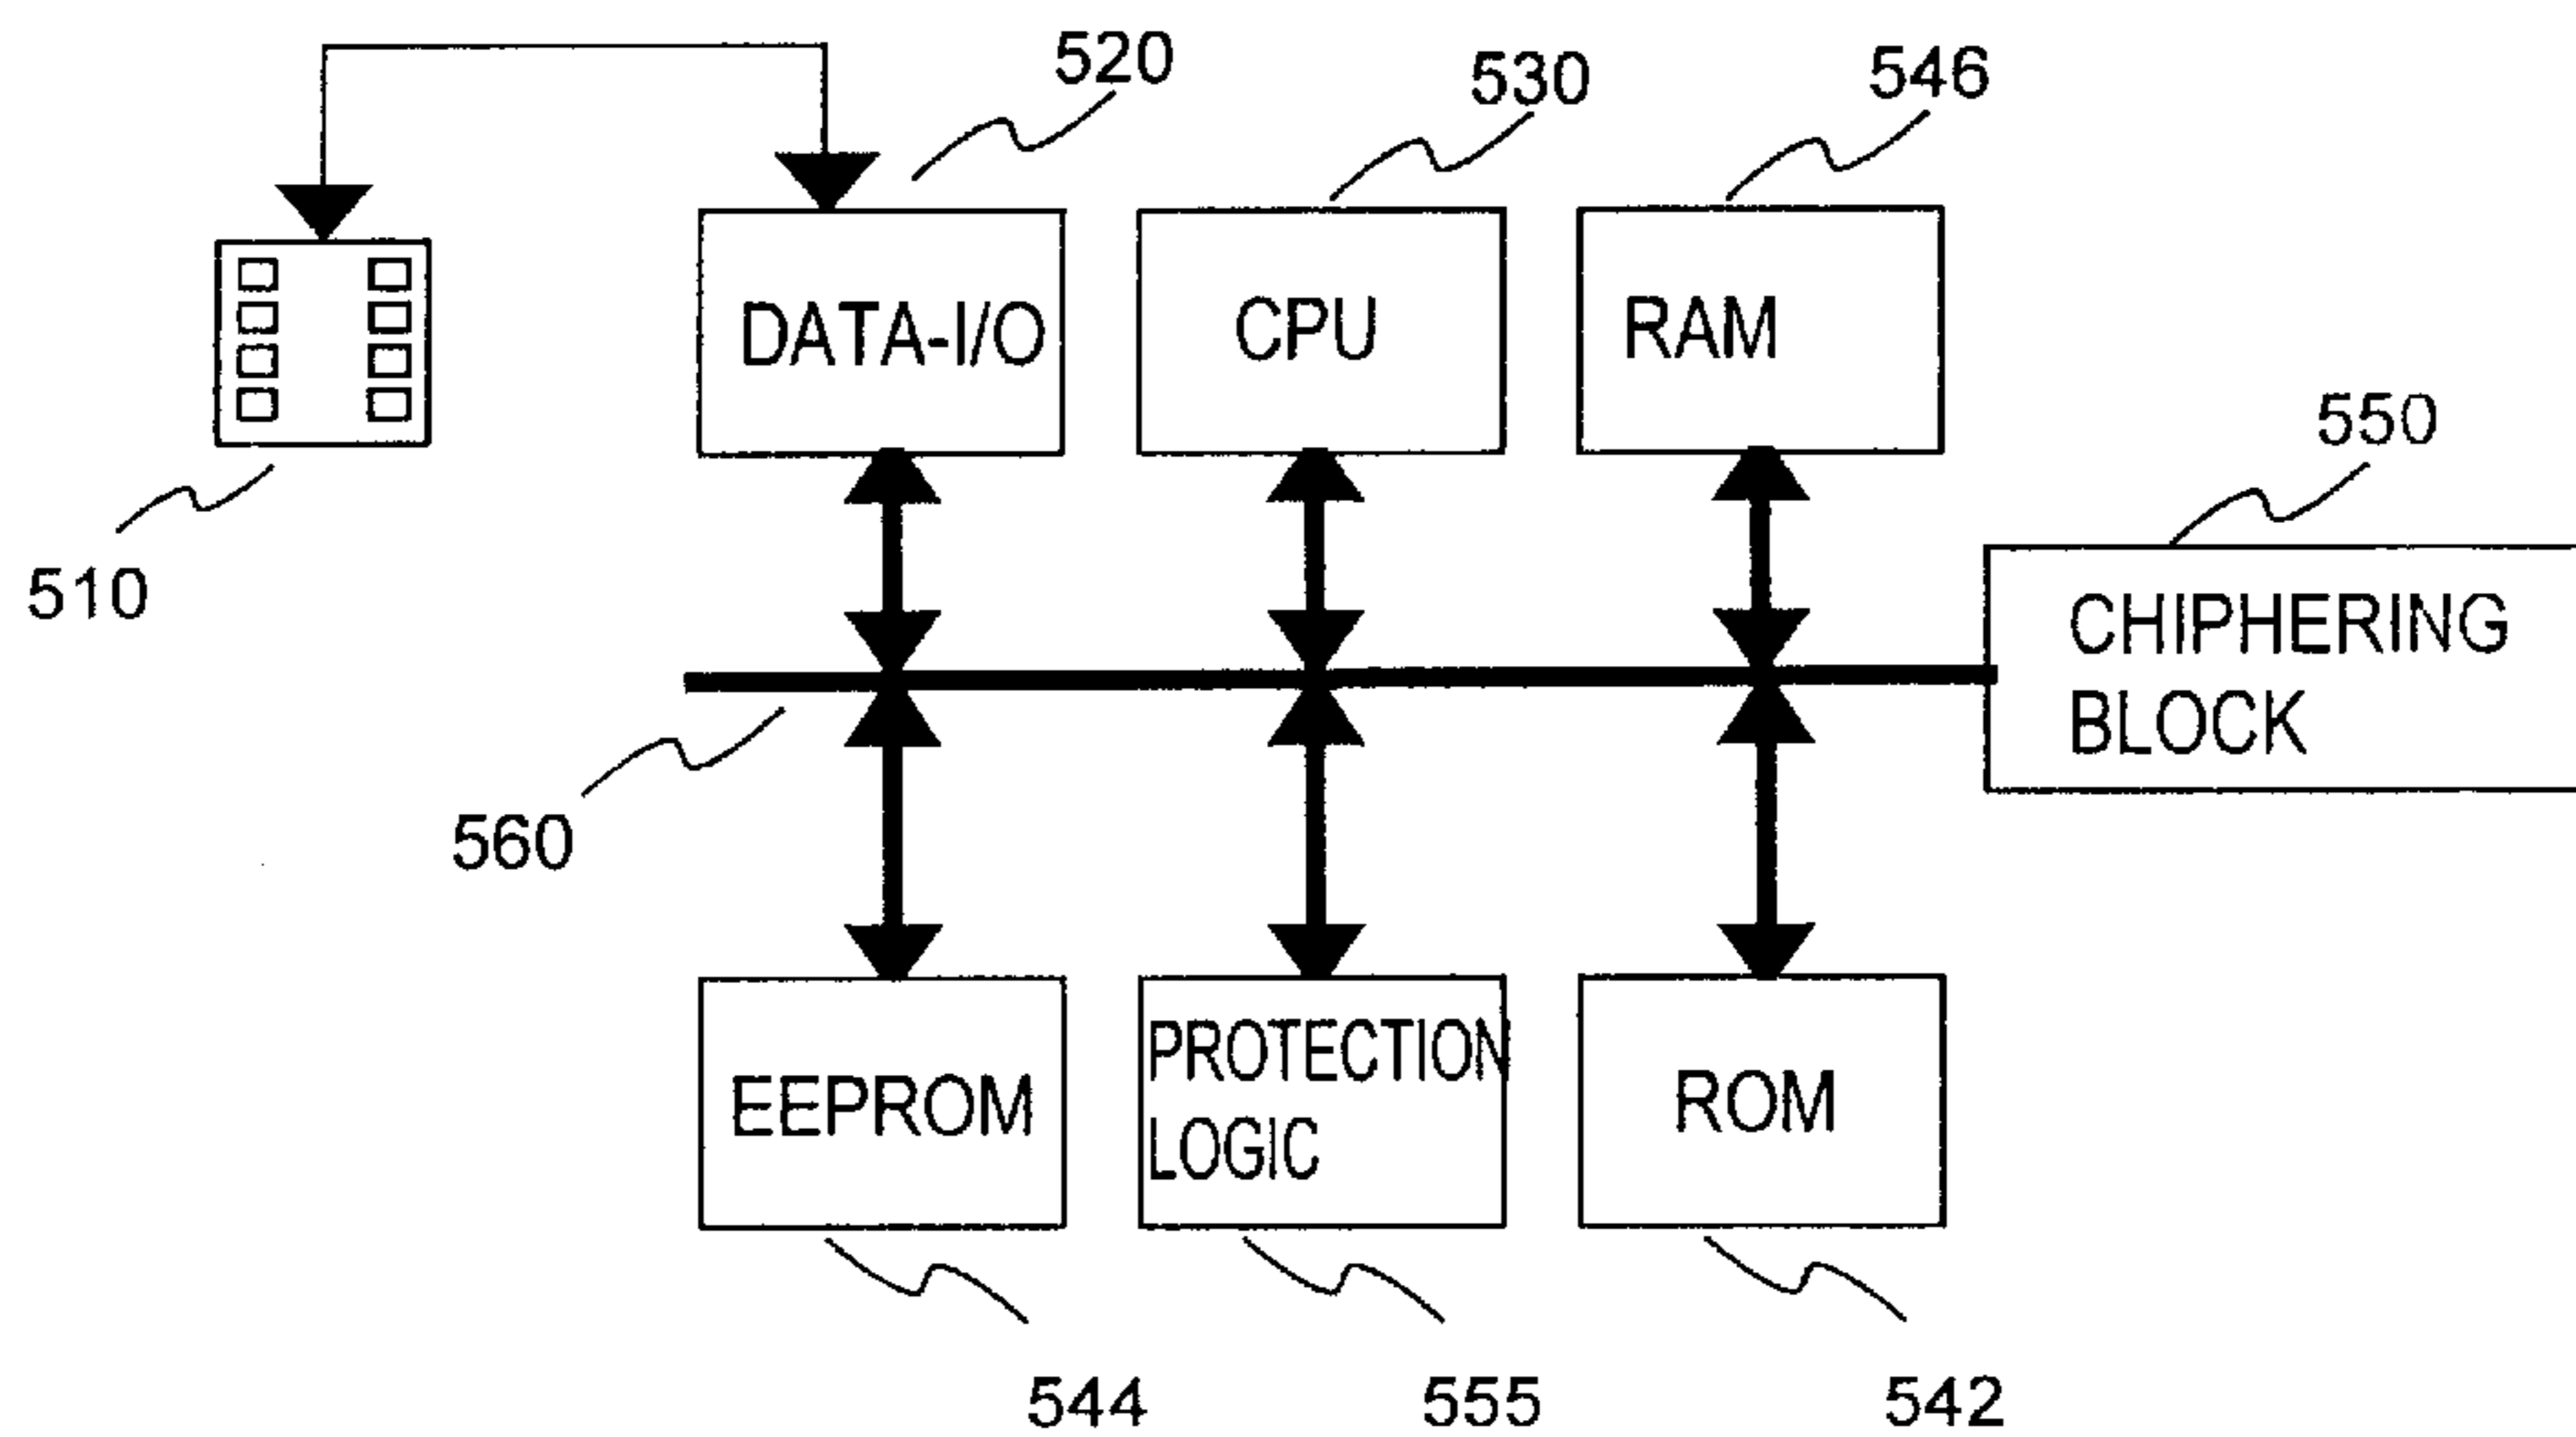 520
530
546
DATA-I/O
CPU
RAM
550
510
CHIPHERING
BLOCK
560
EEPROM
PROTECTION
LOGIC
ROM
544
555
542